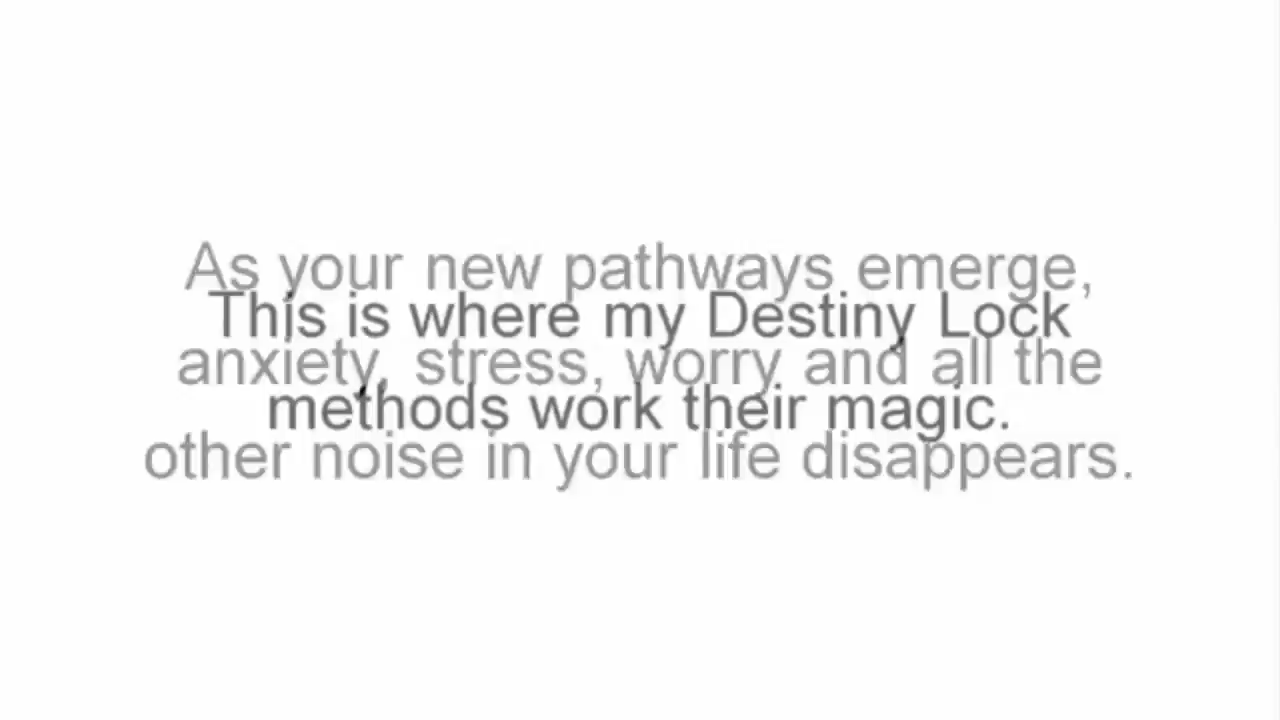 As your new pathways emerge,
This is where my Destiny Lock
anxiety, stress, worry and all the
methods work their magic.
other noise in your life disappears.